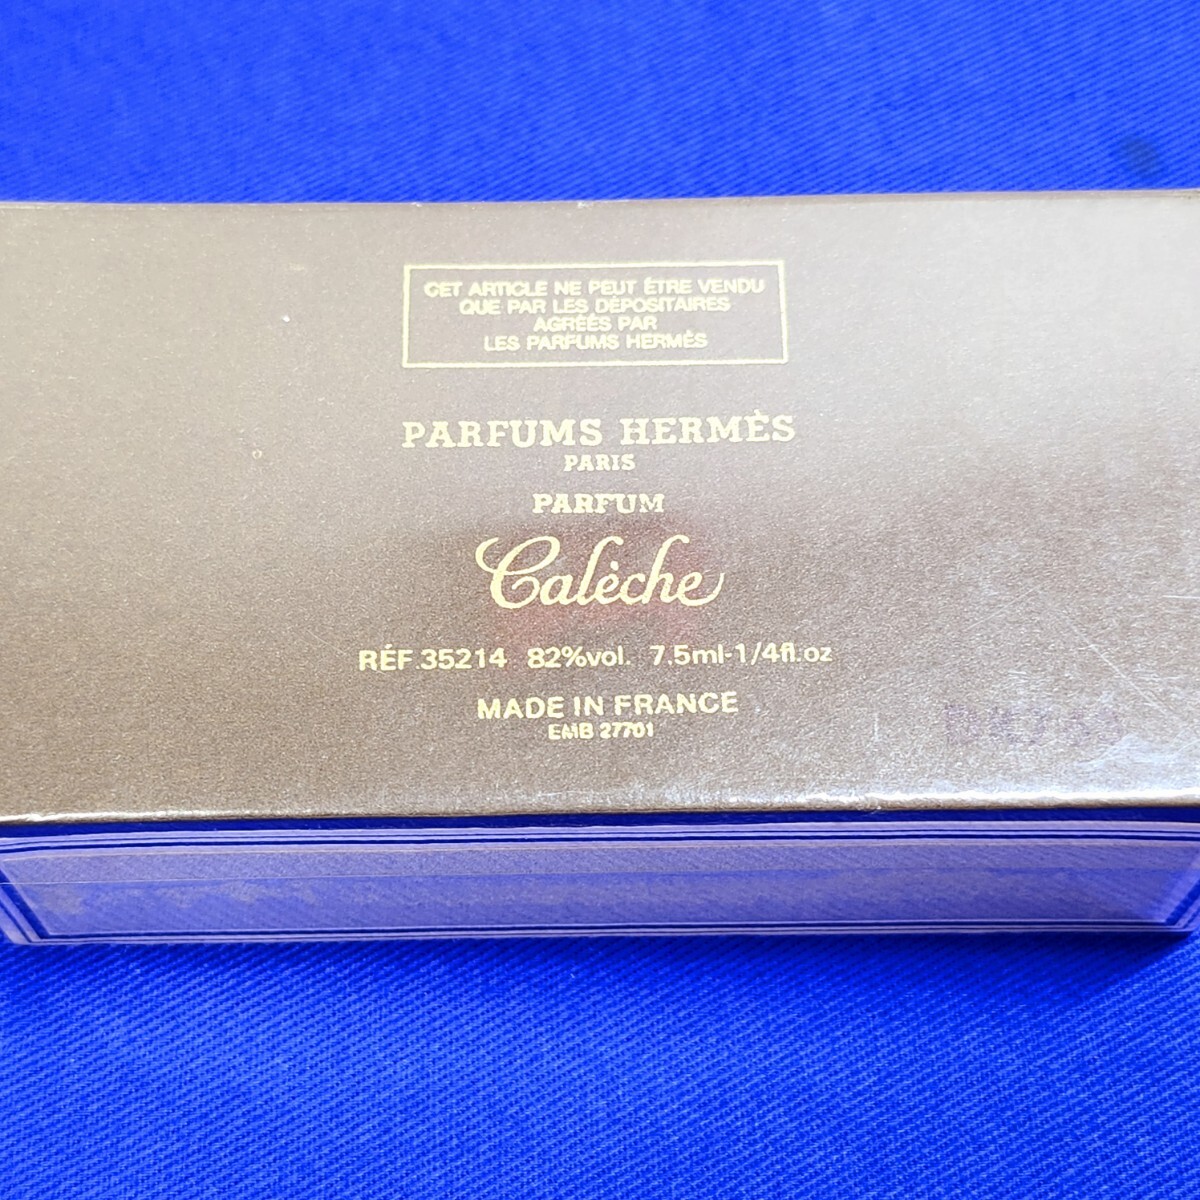 CET ARTICLE NE PEUT ÊTRE VENDU
QUE PAR LES DÉPOSITAIRES
AGRÉÉS PAR
LES PARFUMS HERMÈS
PARFUMS HERMÈS
PARIS
PARFUM
Calèche
RÉF.35214 82%vol. 7.5ml-1/4fl.oz
MADE IN FRANCE
EMB 27701